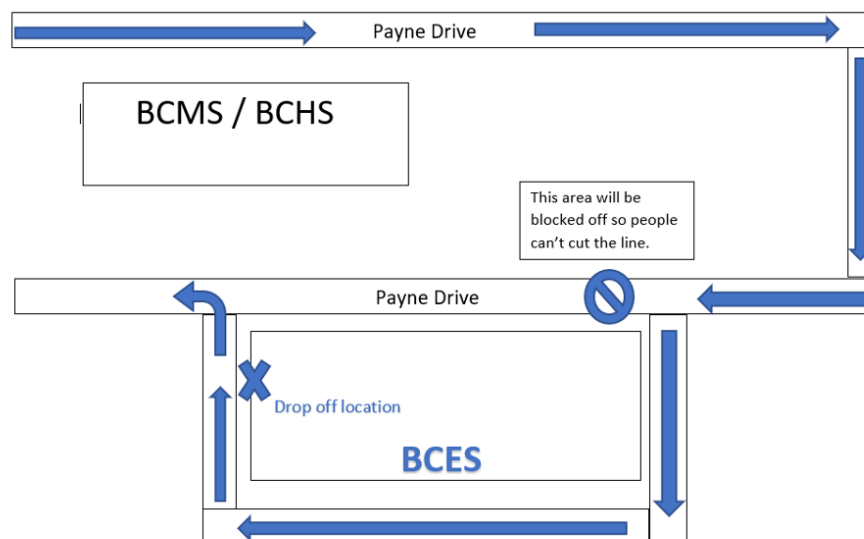 Payne Drive
BCMS / BCHS
This area will be
blocked off so people
can’t cut the line.
Payne Drive
Drop off location
BCES